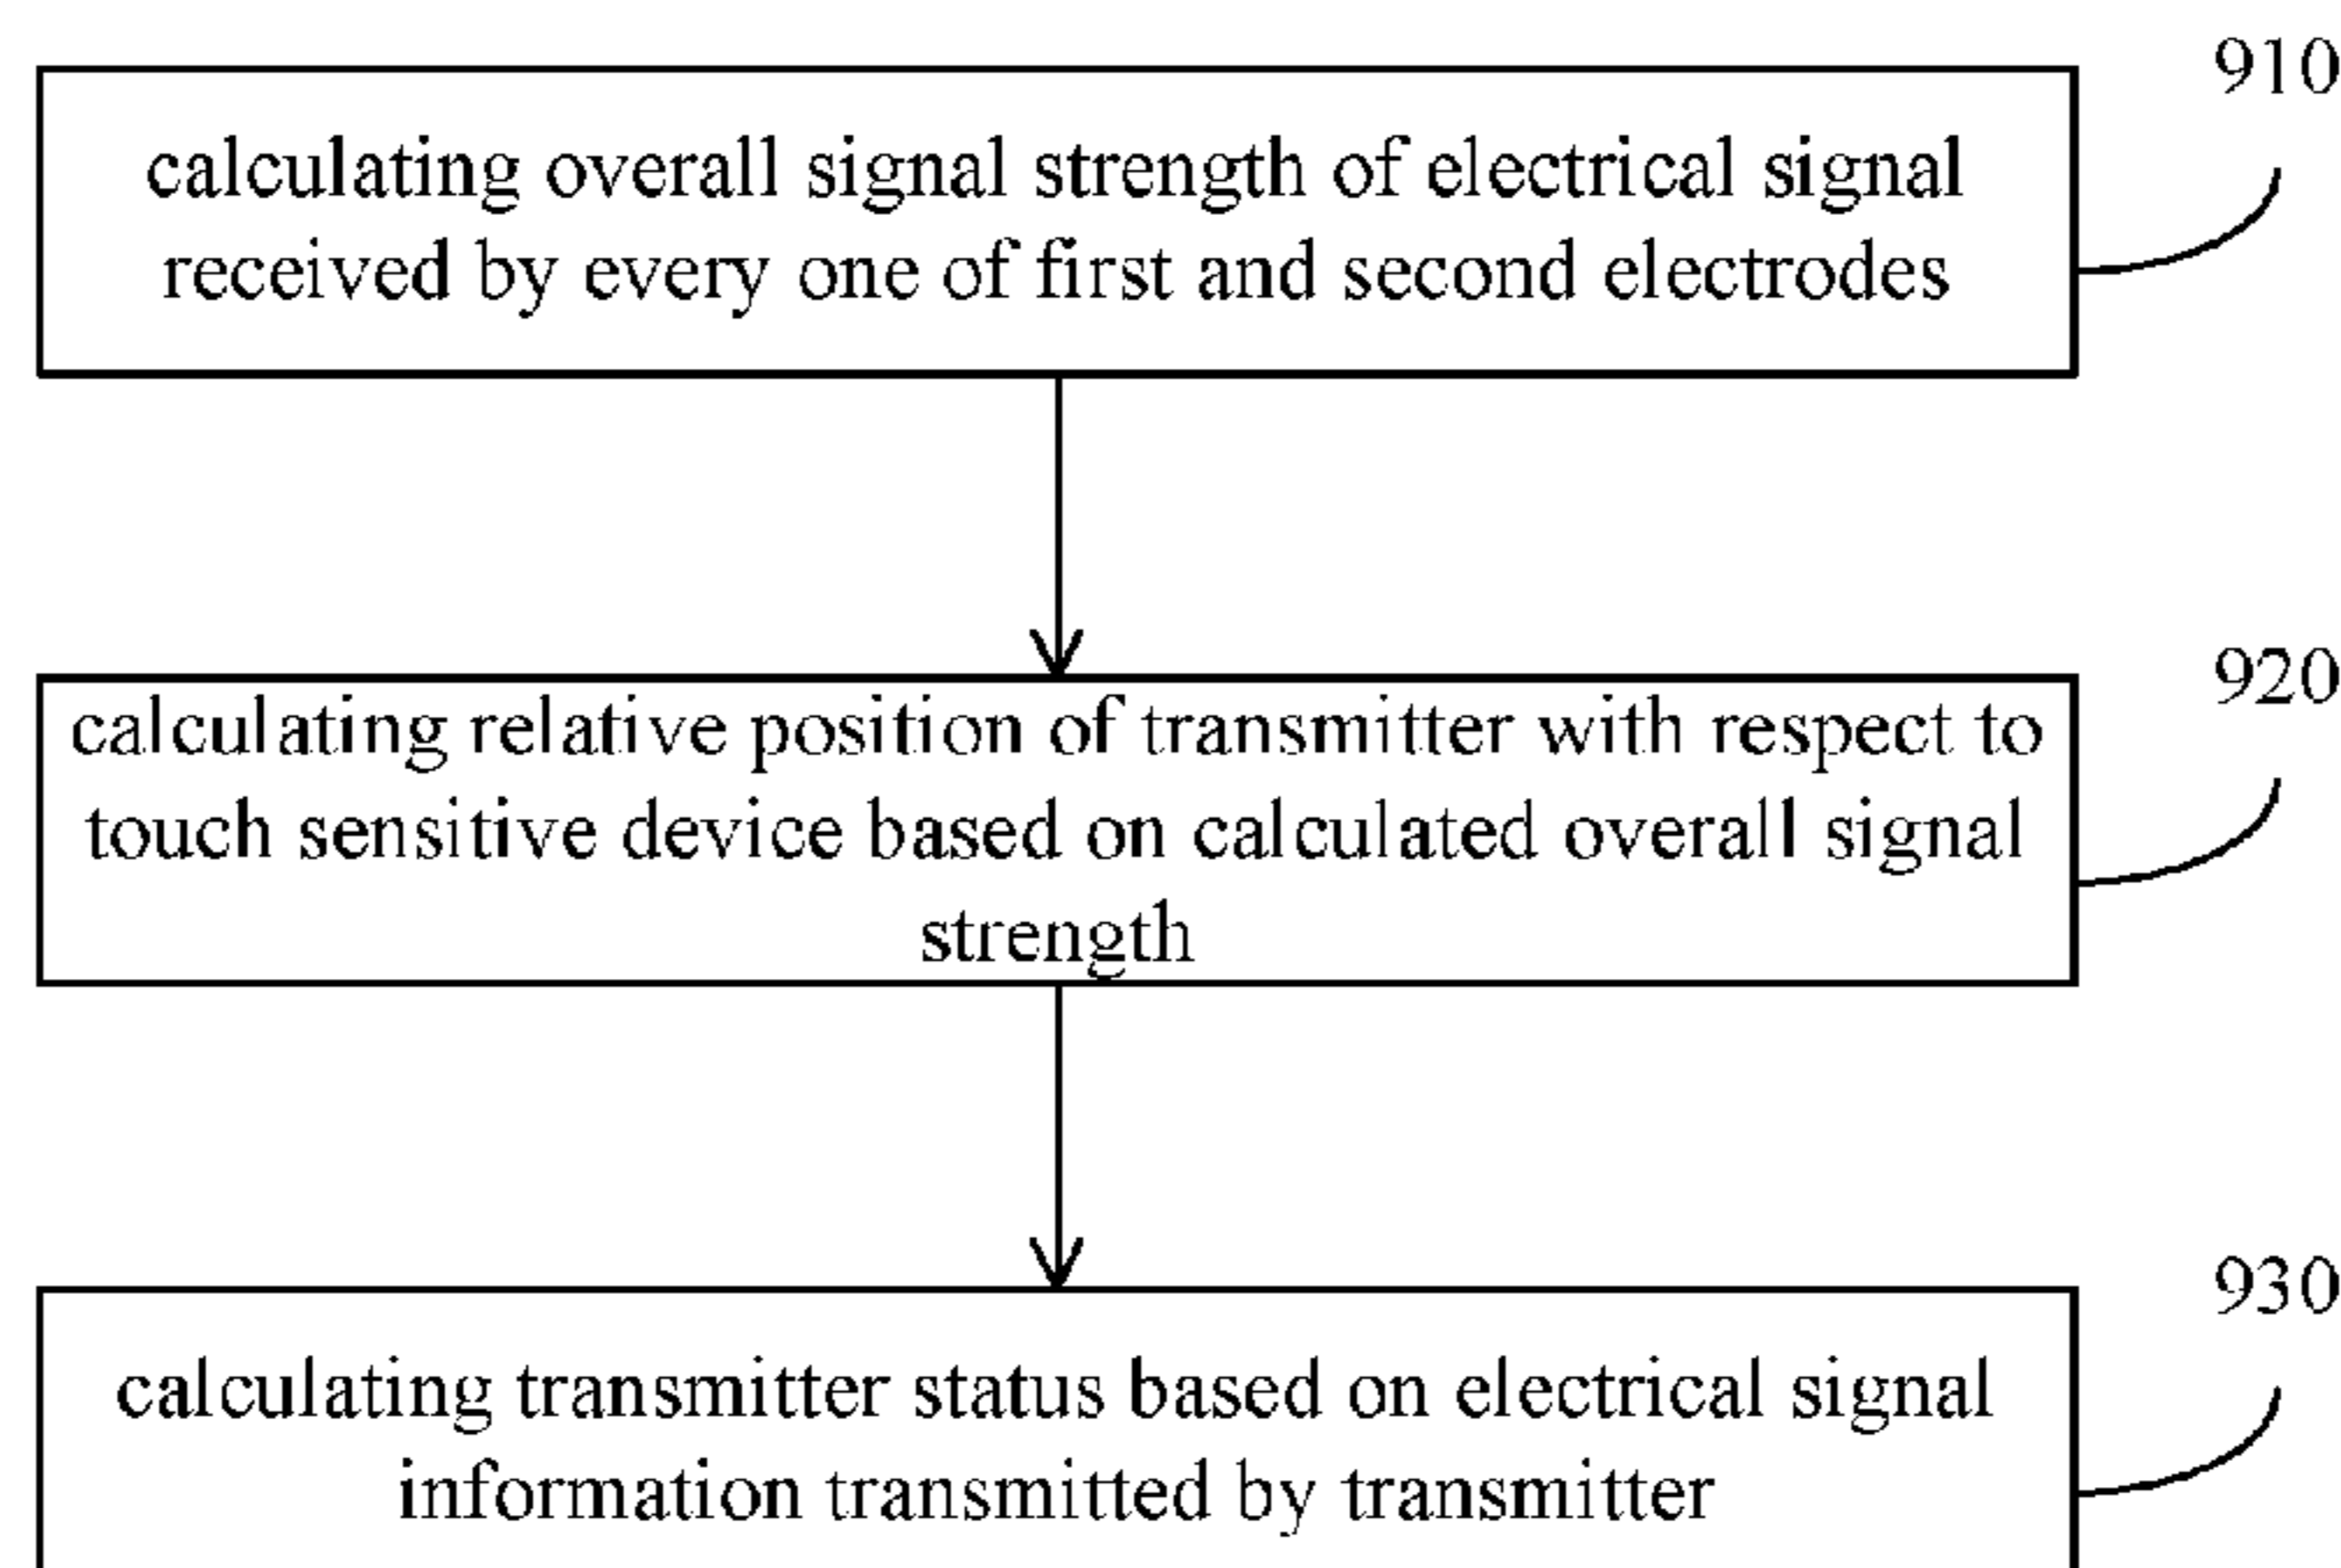 910
calculating overall signal strength of electrical signal
received by every one of first and second electrodes
920
calculating relative position of transmitter with respect to
touch sensitive device based on calculated overall signal
strength
930
calculating transmitter status based on electrical signal
information transmitted by transmitter